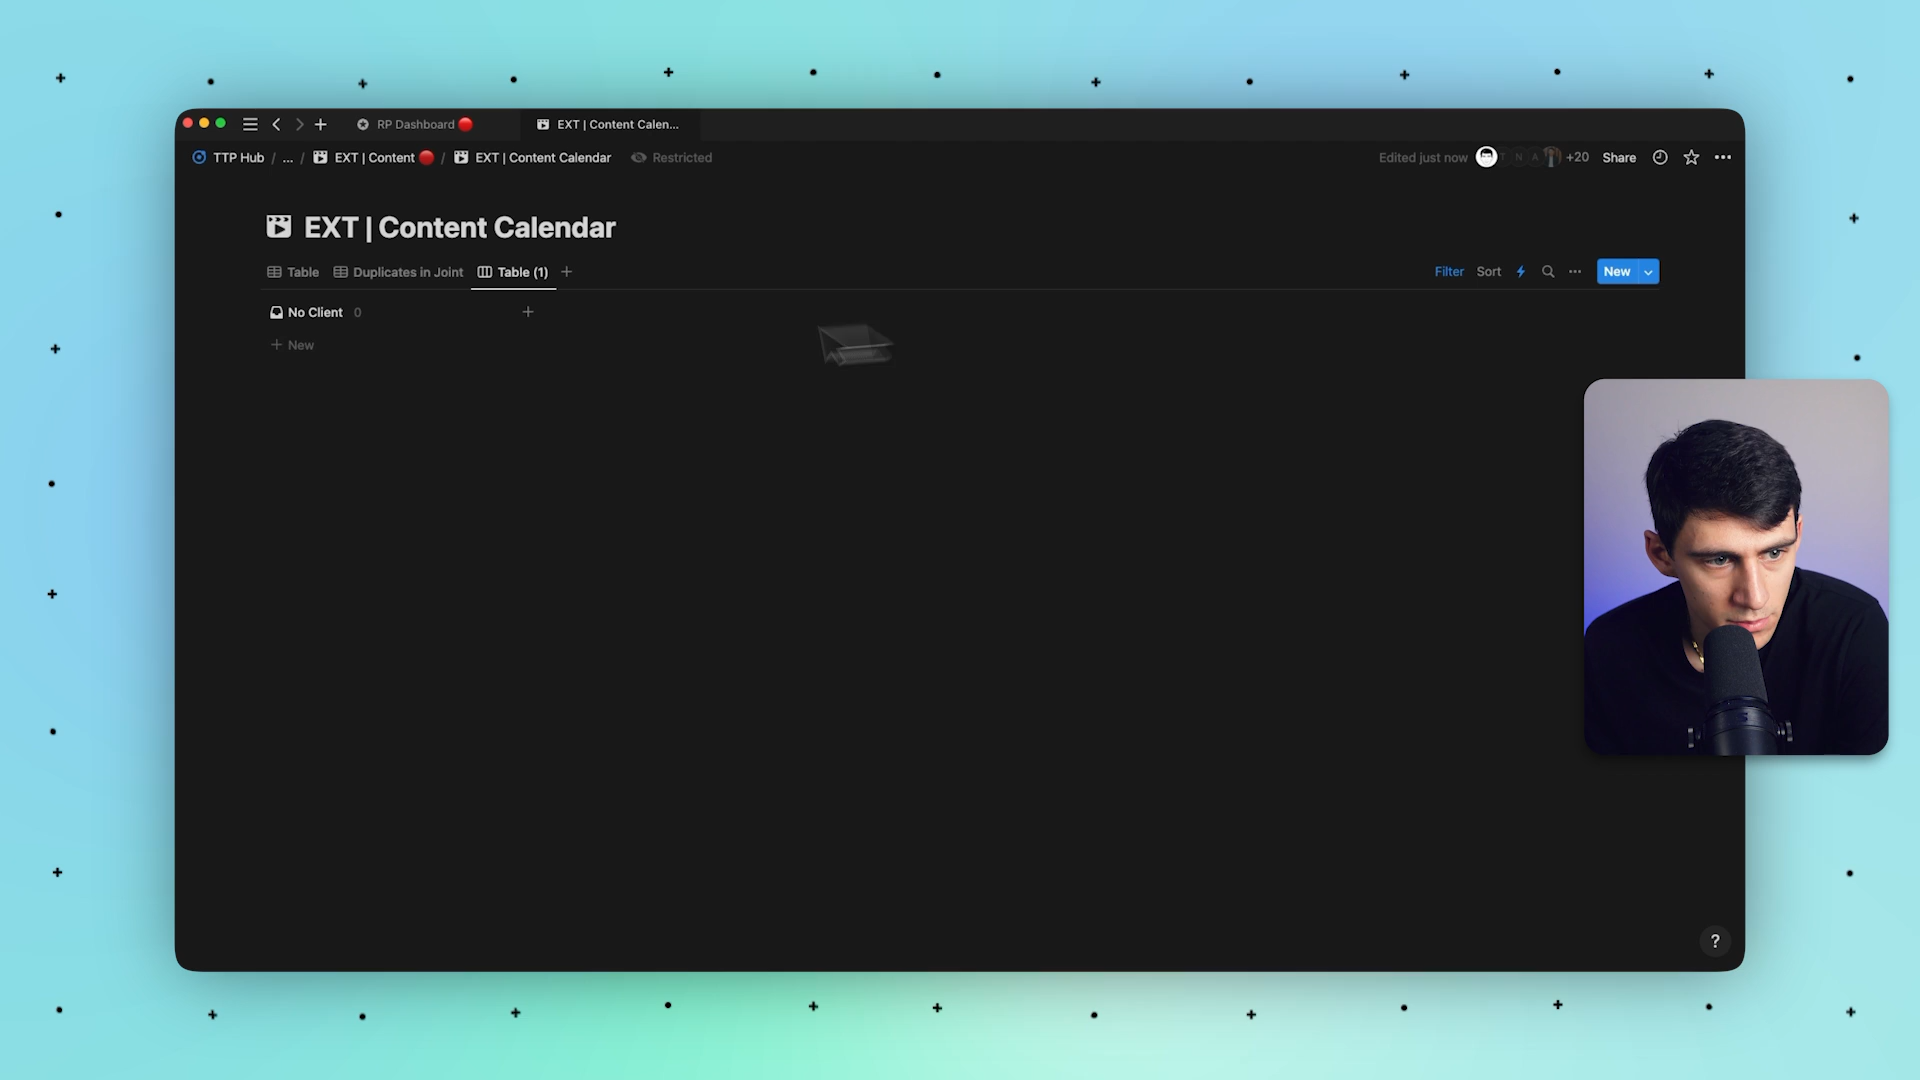 RP Dashboard
EXT | Content Calen...
TTP Hub / ... / EXT | Content / EXT | Content Calendar Restricted
Edited just now T N A +20 Share
EXT | Content Calendar
Table Duplicates in Joint Table (1)
Filter Sort New
No Client 0
New
?